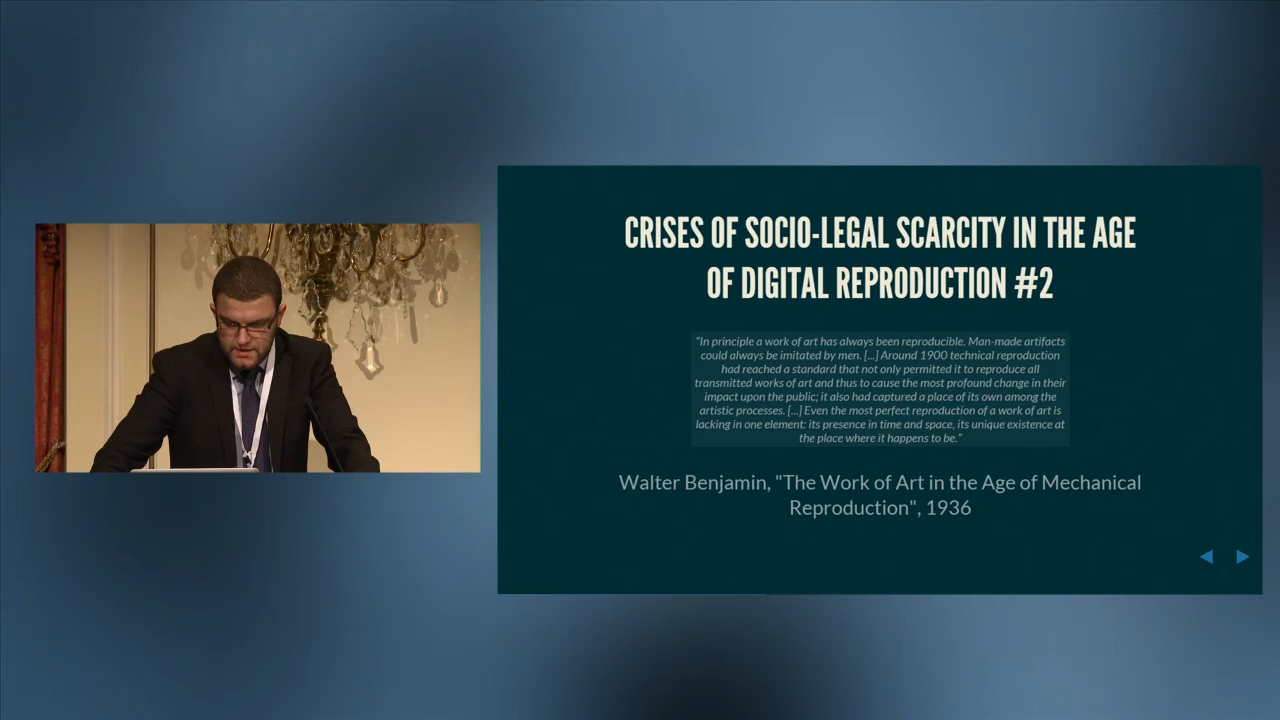 CRISES OF SOCIO-LEGAL SCARCITY IN THE AGE
OF DIGITAL REPRODUCTION #2
“In principle a work of art has always been reproducible. Man-made artifacts
could always be imitated by men. [...] Around 1900 technical reproduction
had reached a standard that not only permitted it to reproduce all
transmitted works of art and thus to cause the most profound change in their
impact upon the public; it also had captured a place of its own among the
artistic processes. [...] Even the most perfect reproduction of a work of art is
lacking in one element: its presence in time and space, its unique existence at
the place where it happens to be.”
Walter Benjamin, "The Work of Art in the Age of Mechanical
Reproduction", 1936